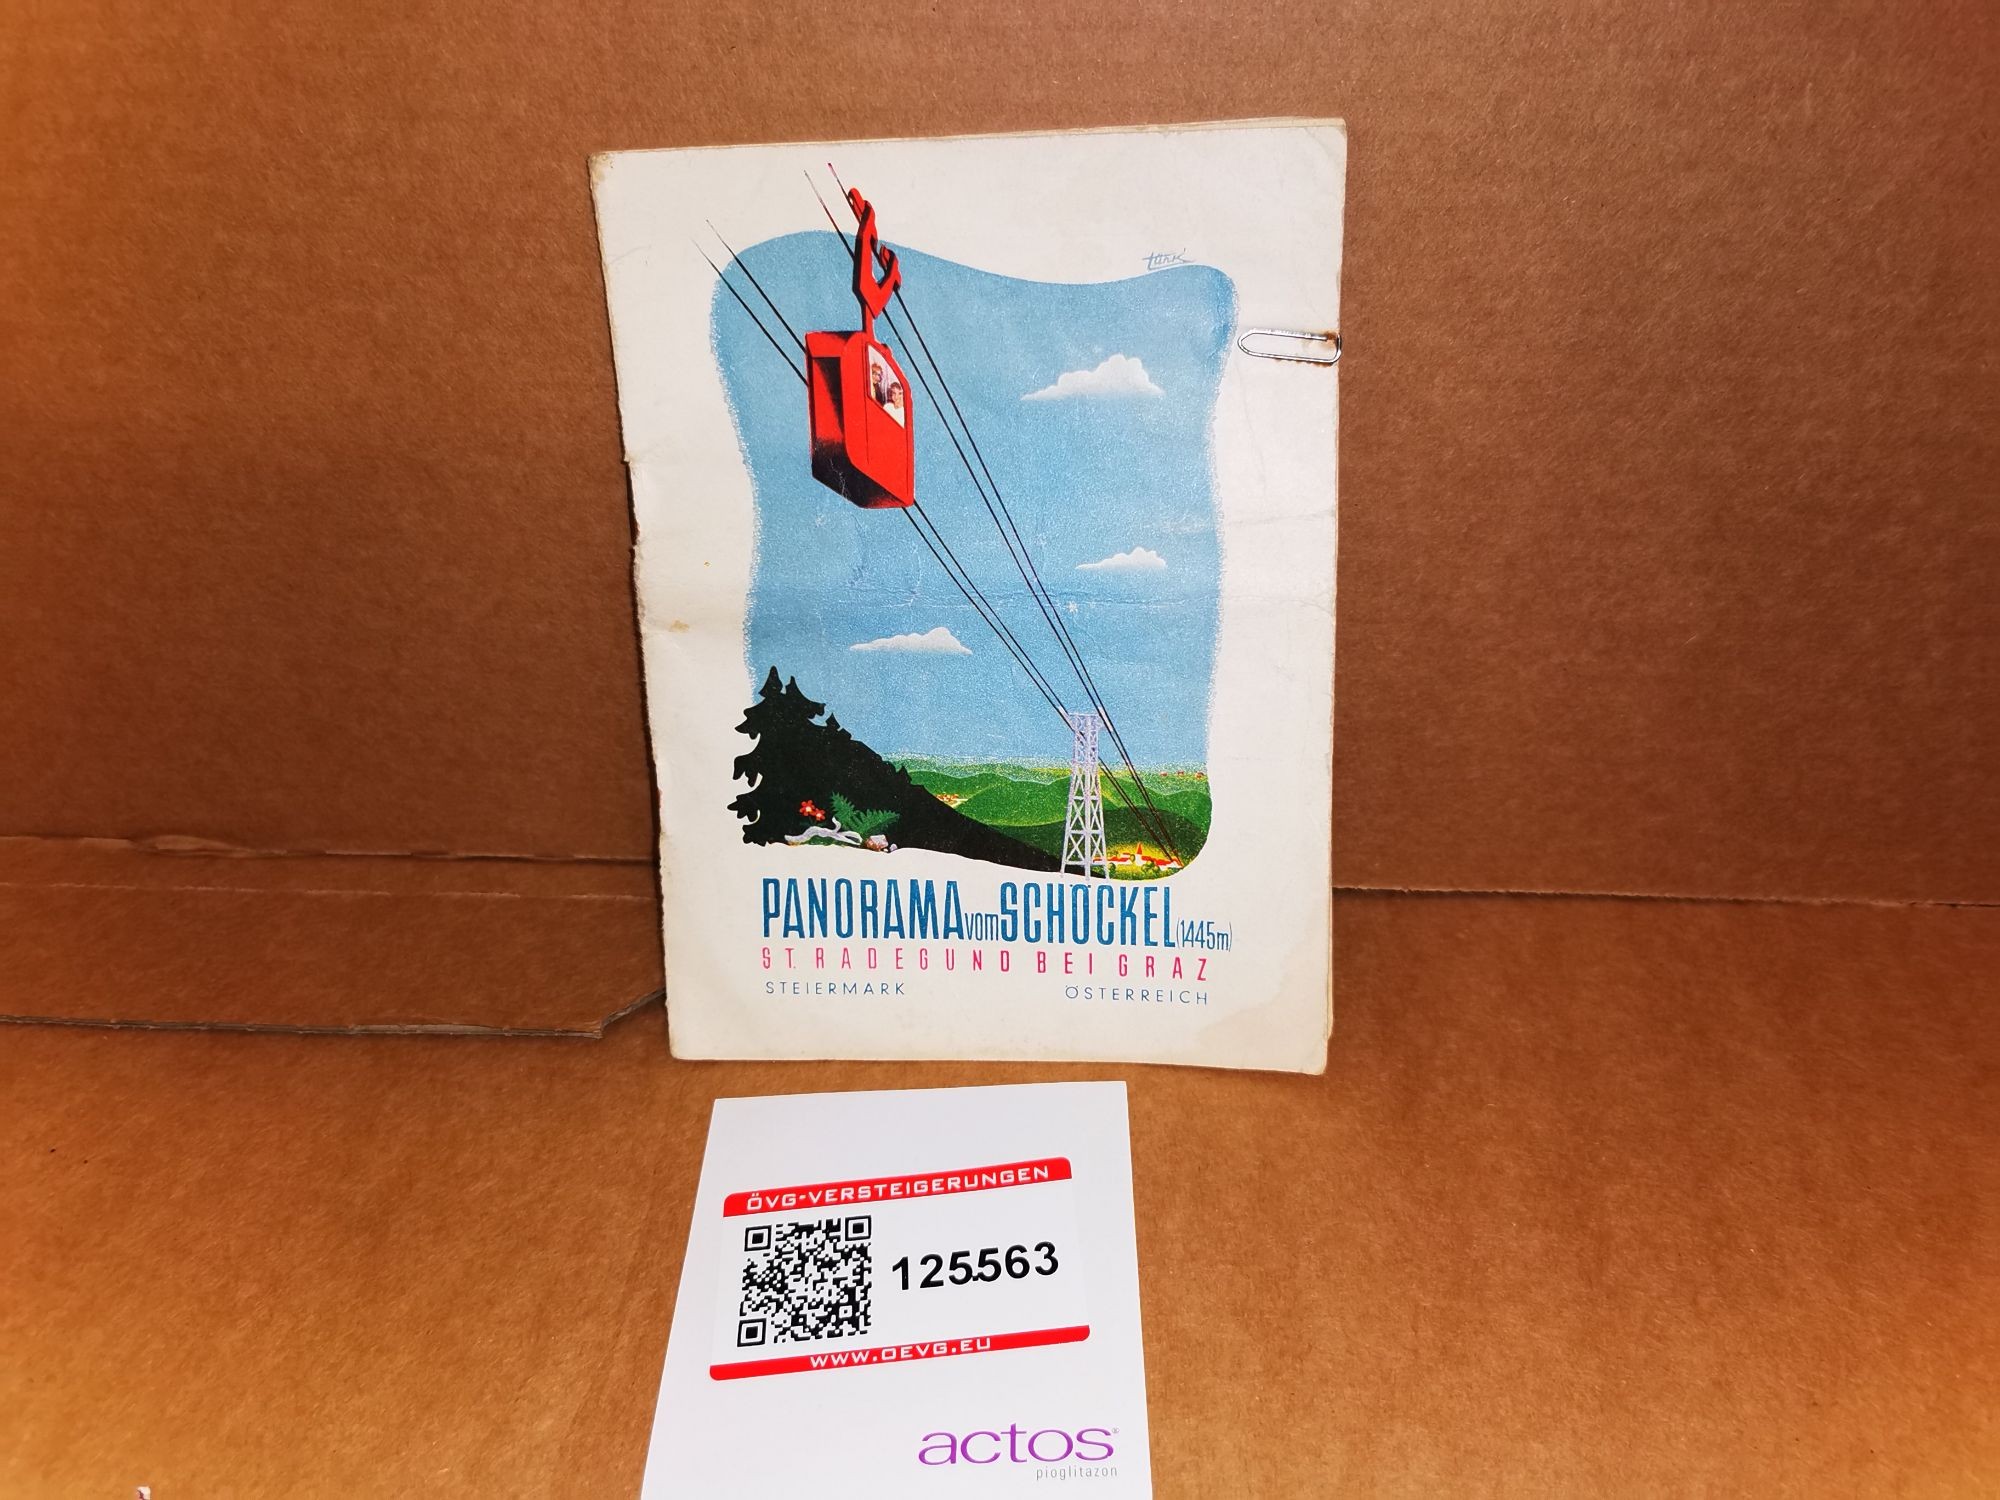 türk
PANORAMA vom SCHÖCKEL (1445m)
ST. RADEGUND BEI GRAZ
STEIERMARK ÖSTERREICH
ÖVG-VERSTEIGERUNGEN
125.563
WWW.OEVG.EU
actos®
pioglitazon